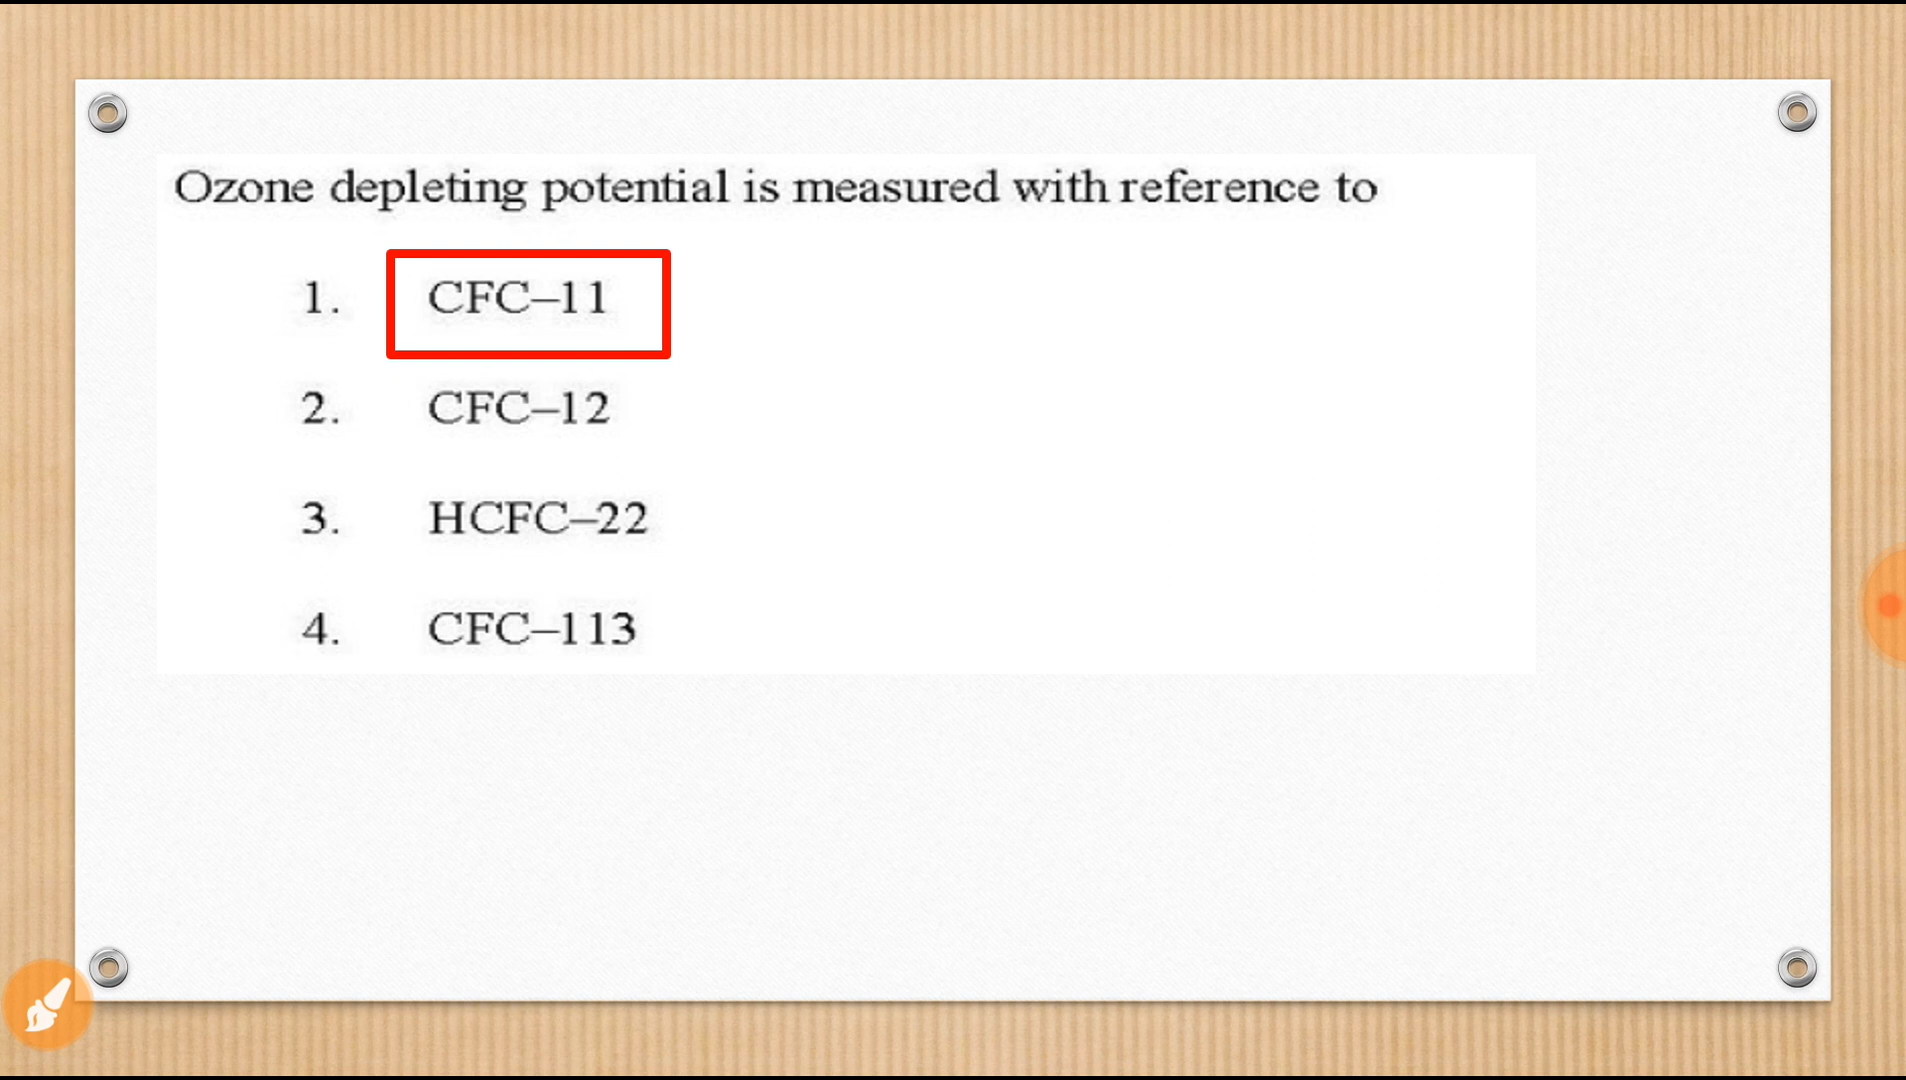 Ozone depleting potential is measured with reference to
1. CFC–11
2. CFC–12
3. HCFC–22
4. CFC–113